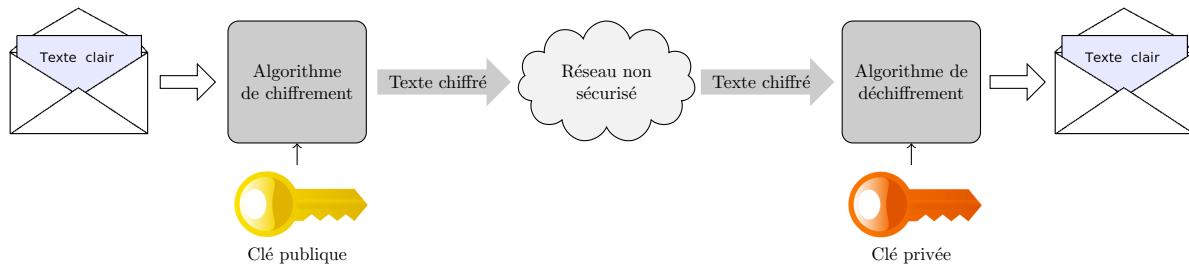 Texte clair
Algorithme
de chiffrement
Texte chiffré
Réseau non
sécurisé
Texte chiffré
Algorithme de
déchiffrement
Texte clair
Clé publique
Clé privée